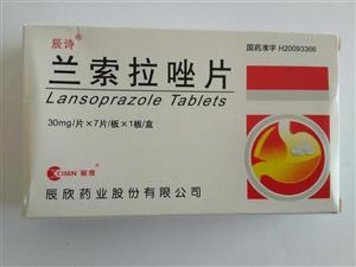 辰诗®
国药准字 H20093366
兰索拉唑片
Lansoprazole Tablets
30mg/片×7片/板×1板/盒
CISEN 辰欣
辰欣药业股份有限公司